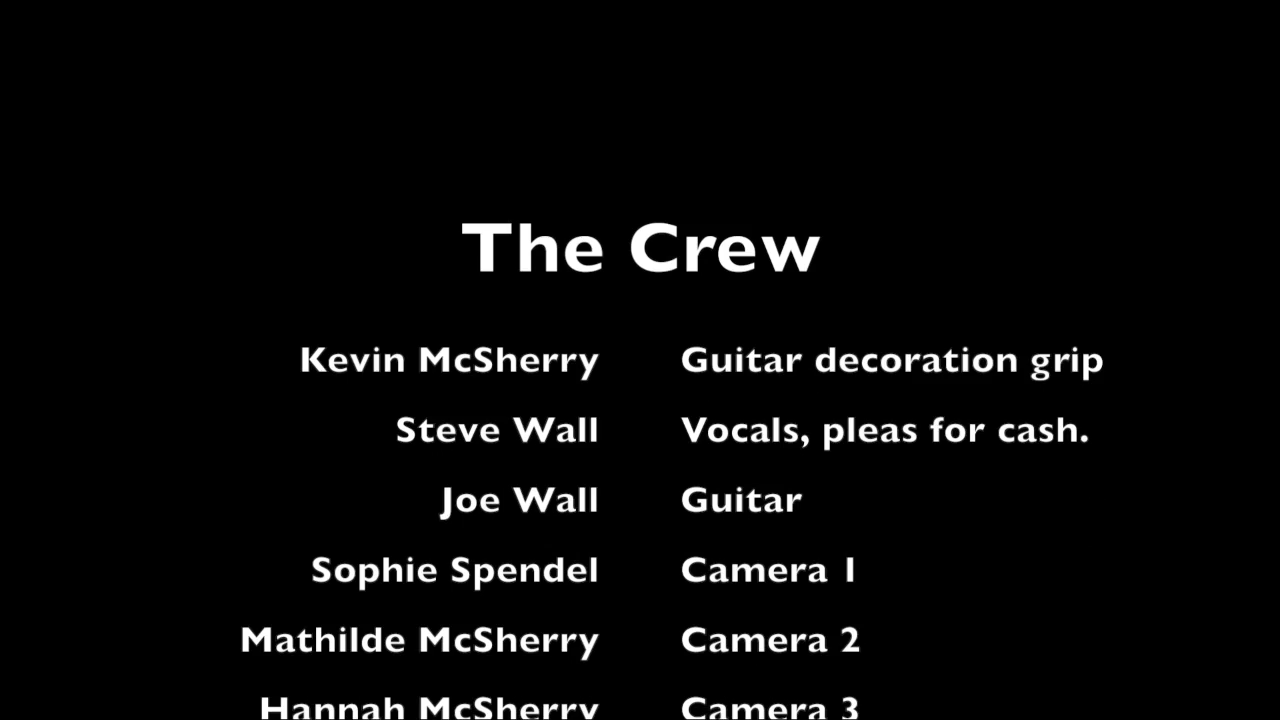 The Crew
Kevin McSherry Guitar decoration grip
Steve Wall Vocals, pleas for cash.
Joe Wall Guitar
Sophie Spendel Camera 1
Mathilde McSherry Camera 2
Hannah McSherry Camera 3